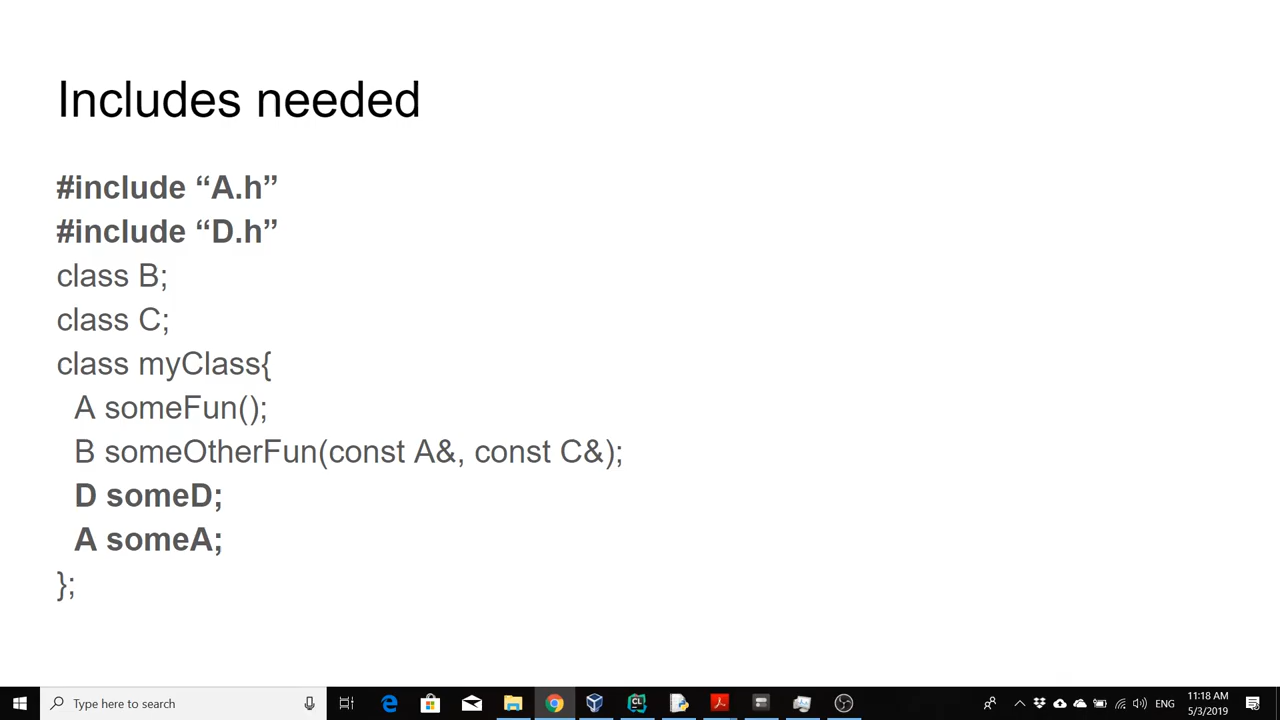 Includes needed
#include “A.h”
#include “D.h”
class B;
class C;
class myClass{
A someFun();
B someOtherFun(const A&, const C&);
D someD;
A someA;
};
Type here to search
CL
ENG
11:18 AM
5/3/2019